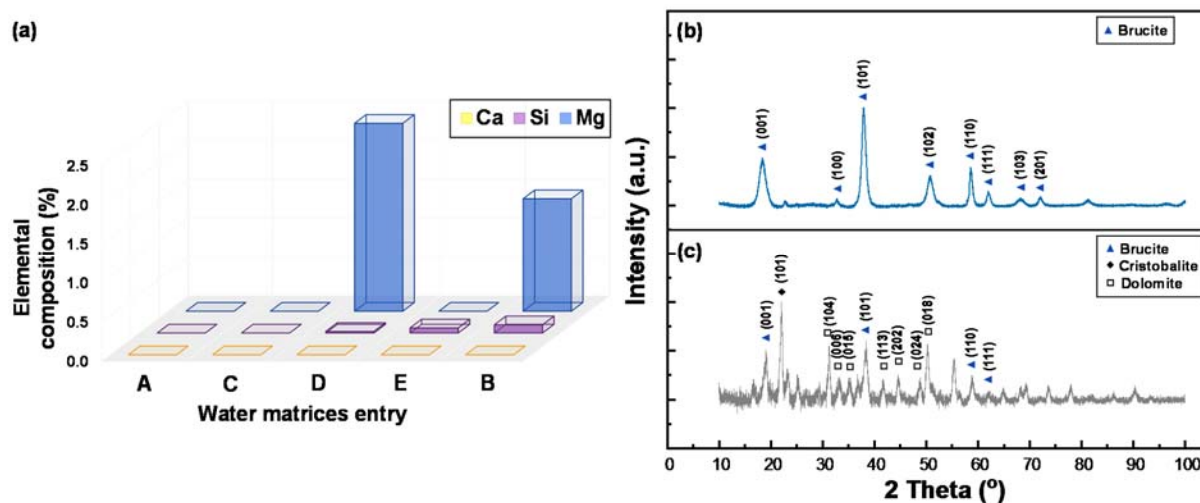 (a)
Ca Si Mg
Elemental
composition (%)
2.5
2.0
1.5
1.0
0.5
0.0
A C D E B
Water matrices entry
(b)
Brucite
(001)
(100)
(101)
(102)
(110)
(111)
(103)
(201)
Intensity (a.u.)
(c)
Brucite
Cristobalite
Dolomite
(001)
(101)
(104)
(006)
(015)
(101)
(113)
(202)
(024)
(018)
(110)
(111)
0 10 20 30 40 50 60 70 80 90 100
2 Theta (º)